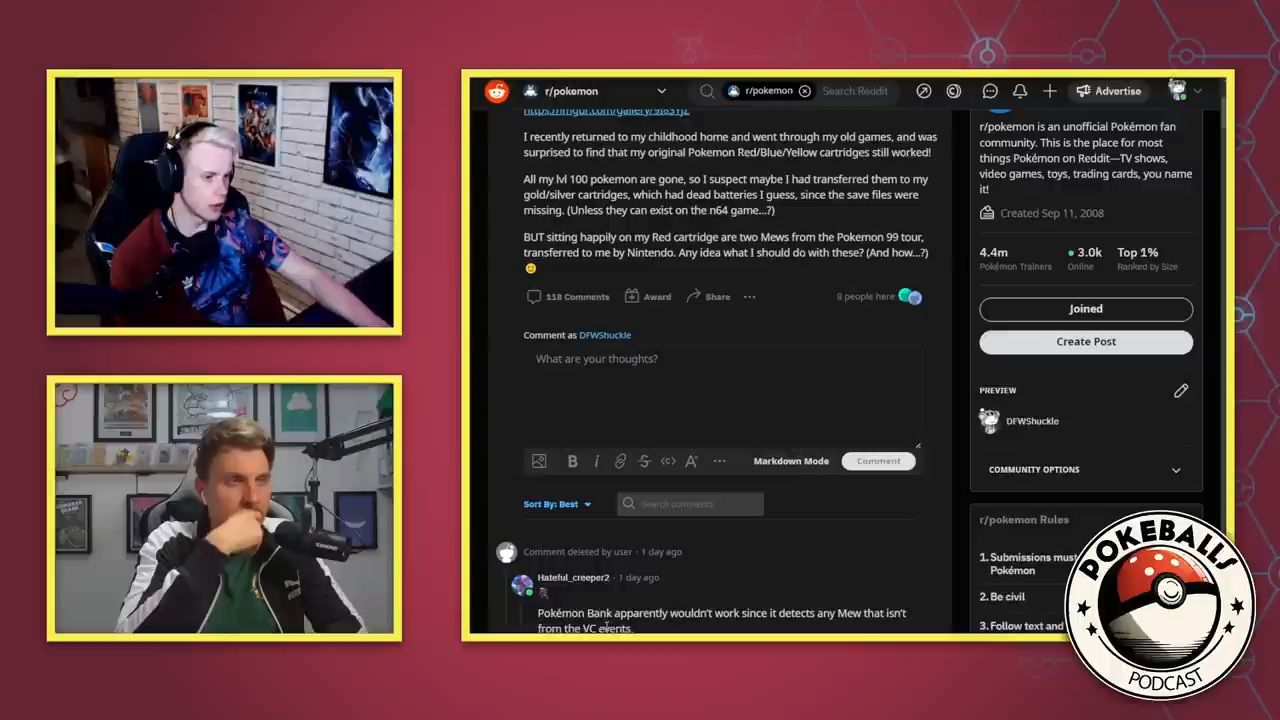 r/pokemon
r/pokemon
Search Reddit
Advertise
I recently returned to my childhood home and went through my old games, and was
surprised to find that my original Pokemon Red/Blue/Yellow cartridges still worked!
All my lvl 100 pokemon are gone, so I suspect maybe I had transferred them to my
gold/silver cartridges, which had dead batteries I guess, since the save files were
missing. (Unless they can exist on the n64 game...?)
BUT sitting happily on my Red cartridge are two Mews from the Pokemon 99 tour,
transferred to me by Nintendo. Any idea what I should do with these? (And how...?)
118 Comments
Award
Share
8 people here
Comment as DFWShuckle
What are your thoughts?
Markdown Mode
Comment
Sort By: Best
Search comments
Comment deleted by user · 1 day ago
Hateful_creeper2 · 1 day ago
Pokémon Bank apparently wouldn't work since it detects any Mew that isn't
from the VC events.
r/pokemon is an unofficial Pokémon fan
community. This is the place for most
things Pokémon on Reddit—TV shows,
video games, toys, trading cards, you name
it!
Created Sep 11, 2008
4.4m
3.0k
Top 1%
Pokémon Trainers
Online
Ranked by Size
Joined
Create Post
PREVIEW
DFWShuckle
COMMUNITY OPTIONS
r/pokemon Rules
1. Submissions must
Pokémon
2. Be civil
3. Follow text and
POKEBALLS
PODCAST